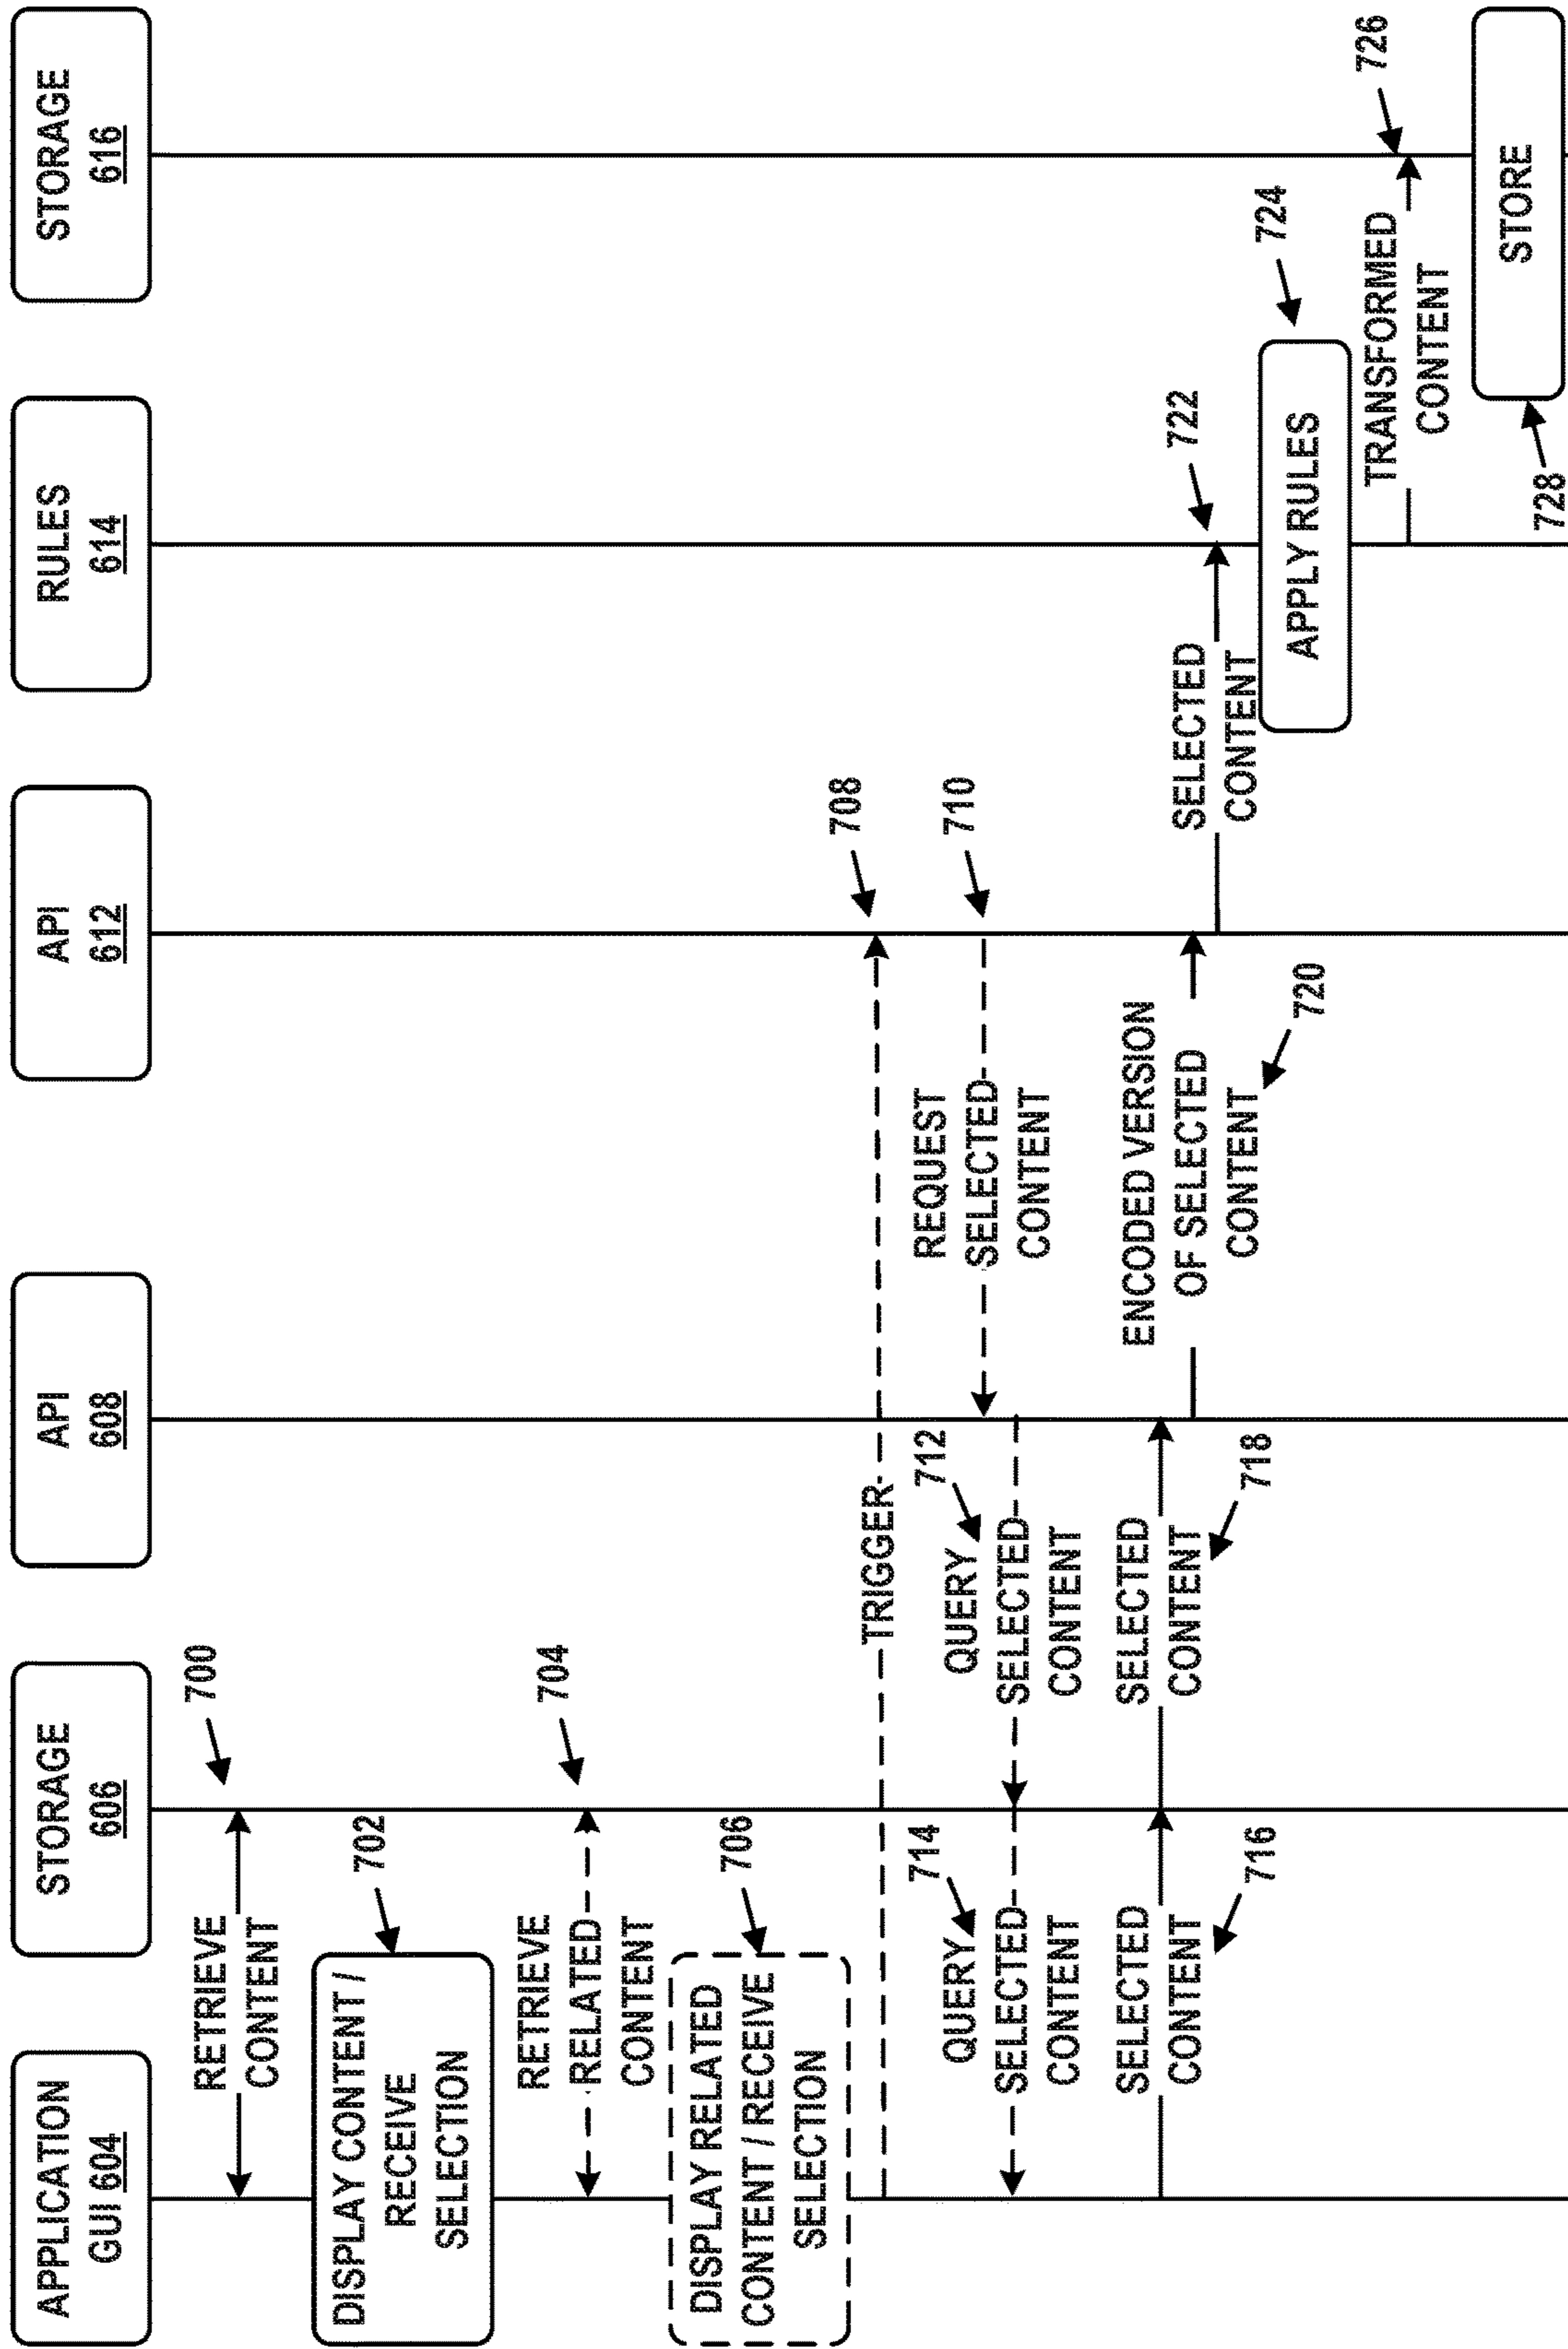 APPLICATION
GUI 604
STORAGE
606
API
608
API
612
RULES
614
STORAGE
616
RETRIEVE
CONTENT
700
DISPLAY CONTENT /
RECEIVE
SELECTION
702
RETRIEVE
RELATED
CONTENT
704
DISPLAY RELATED
CONTENT / RECEIVE
SELECTION
706
TRIGGER
708
REQUEST
SELECTED
CONTENT
710
QUERY
SELECTED
CONTENT
712
QUERY
SELECTED
CONTENT
714
SELECTED
CONTENT
716
SELECTED
CONTENT
718
ENCODED VERSION
OF SELECTED
CONTENT
720
SELECTED
CONTENT
722
APPLY RULES
724
TRANSFORMED
CONTENT
726
STORE
728